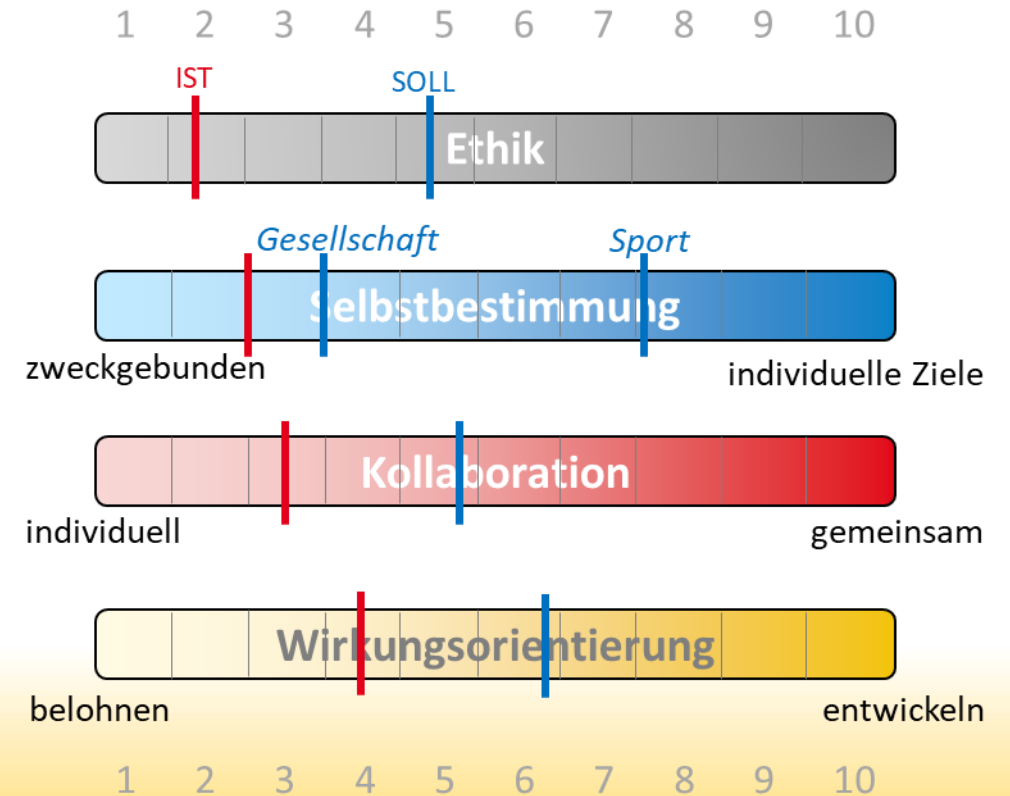 1 2 3 4 5 6 7 8 9 10
IST SOLL
Ethik
Gesellschaft Sport
Selbstbestimmung
zweckgebunden individuelle Ziele
Kollaboration
individuell gemeinsam
Wirkungsorientierung
belohnen entwickeln
1 2 3 4 5 6 7 8 9 10